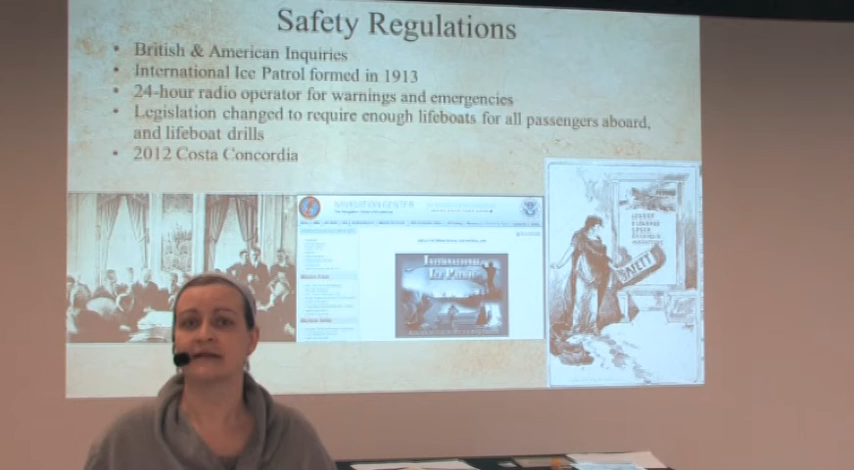 Safety Regulations
• British & American Inquiries
• International Ice Patrol formed in 1913
• 24-hour radio operator for warnings and emergencies
• Legislation changed to require enough lifeboats for all passengers aboard,
and lifeboat drills
• 2012 Costa Concordia
NAVIGATION CENTER
INTERNATIONAL
ICE PATROL
SAFETY